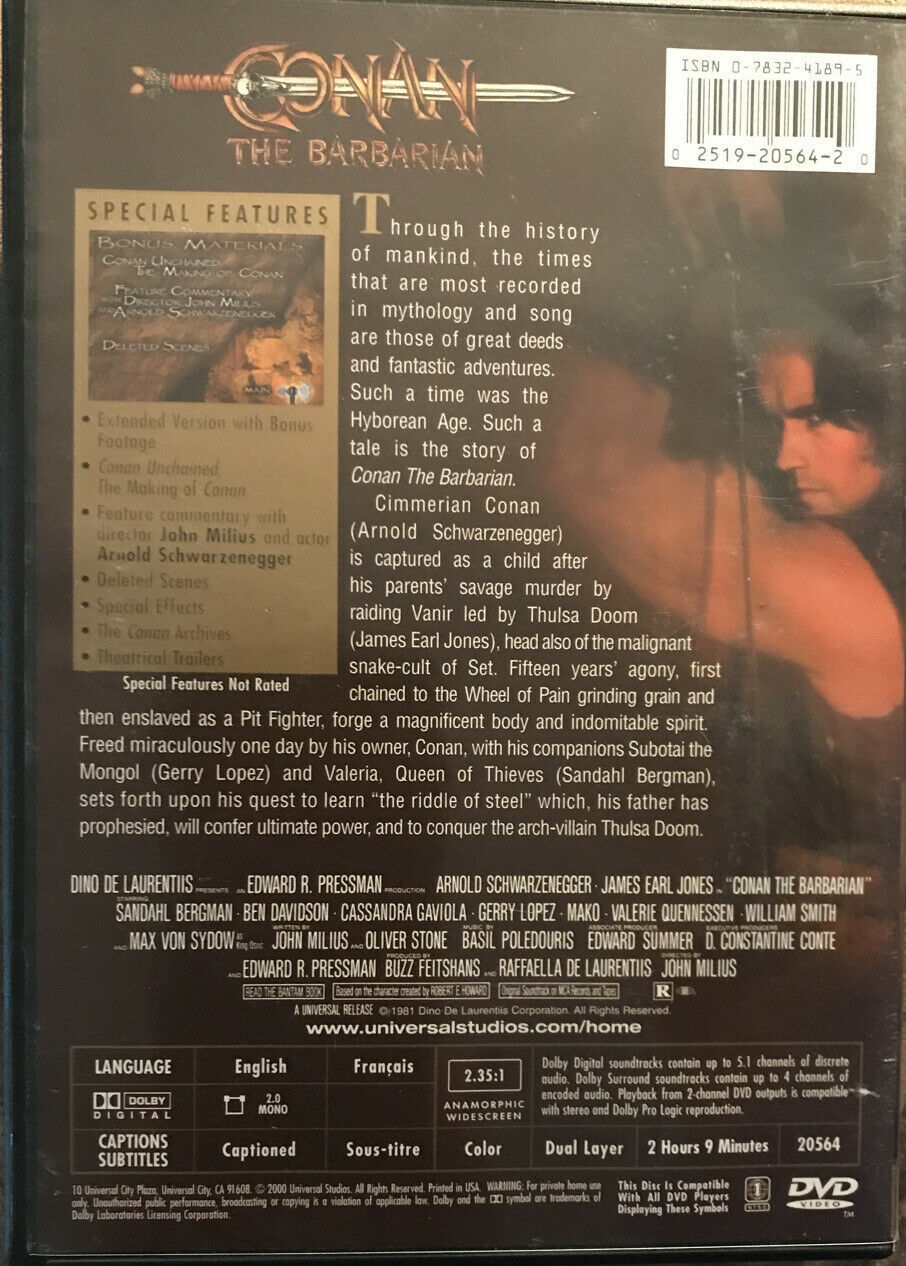 CONAN
THE BARBARIAN
ISBN 0-7832-4189-5
0 2519-20564-2 0
SPECIAL FEATURES
BONUS MATERIALS
CONAN UNCHAINED:
THE MAKING OF CONAN
FEATURE COMMENTARY
WITH DIRECTOR JOHN MILIUS
AND ARNOLD SCHWARZENEGGER
DELETED SCENES
MAIN
• Extended Version with Bonus
Footage
• Conan Unchained:
The Making of Conan
• Feature commentary with
director John Milius and actor
Arnold Schwarzenegger
• Deleted Scenes
• Special Effects
• The Conan Archives
• Theatrical Trailers
Special Features Not Rated
Through the history
of mankind, the times
that are most recorded
in mythology and song
are those of great deeds
and fantastic adventures.
Such a time was the
Hyborean Age. Such a
tale is the story of
Conan The Barbarian.
Cimmerian Conan
(Arnold Schwarzenegger)
is captured as a child after
his parents' savage murder by
raiding Vanir led by Thulsa Doom
(James Earl Jones), head also of the malignant
snake-cult of Set. Fifteen years' agony, first
chained to the Wheel of Pain grinding grain and
then enslaved as a Pit Fighter, forge a magnificent body and indomitable spirit.
Freed miraculously one day by his owner, Conan, with his companions Subotai the
Mongol (Gerry Lopez) and Valeria, Queen of Thieves (Sandahl Bergman),
sets forth upon his quest to learn "the riddle of steel" which, his father has
prophesied, will confer ultimate power, and to conquer the arch-villain Thulsa Doom.
DINO DE LAURENTIIS PRESENTS AN EDWARD R. PRESSMAN PRODUCTION ARNOLD SCHWARZENEGGER · JAMES EARL JONES IN "CONAN THE BARBARIAN"
STARRING SANDAHL BERGMAN · BEN DAVIDSON · CASSANDRA GAVIOLA · GERRY LOPEZ · MAKO · VALERIE QUENNESSEN · WILLIAM SMITH
AND MAX VON SYDOW as King Osric WRITTEN BY JOHN MILIUS AND OLIVER STONE MUSIC BY BASIL POLEDOURIS ASSOCIATE PRODUCER EDWARD SUMMER EXECUTIVE PRODUCERS D. CONSTANTINE CONTE
AND EDWARD R. PRESSMAN PRODUCED BY BUZZ FEITSHANS AND RAFFAELLA DE LAURENTIIS DIRECTED BY JOHN MILIUS
READ THE BANTAM BOOK Based on the character created by ROBERT E. HOWARD Original Soundtrack on MCA Records and Tapes R
A UNIVERSAL RELEASE © 1981 Dino De Laurentiis Corporation. All Rights Reserved.
www.universalstudios.com/home
LANGUAGE English Français
DOLBY DIGITAL 2.0 MONO
CAPTIONS SUBTITLES Captioned Sous-titre
2.35:1
ANAMORPHIC
WIDESCREEN
Dolby Digital soundtracks contain up to 5.1 channels of discrete
audio. Dolby Surround soundtracks contain up to 4 channels of
encoded audio. Playback from 2-channel DVD outputs is compatible
with stereo and Dolby Pro Logic reproduction.
Color Dual Layer 2 Hours 9 Minutes 20564
10 Universal City Plaza, Universal City, CA 91608. © 2000 Universal Studios. All Rights Reserved. Printed in USA. WARNING: For private home use
only. Unauthorized public performance, broadcasting or copying is a violation of applicable law. Dolby and the DD symbol are trademarks of
Dolby Laboratories Licensing Corporation.
This Disc Is Compatible
With All DVD Players
Displaying These Symbols
1
NTSC
DVD
VIDEO
TM